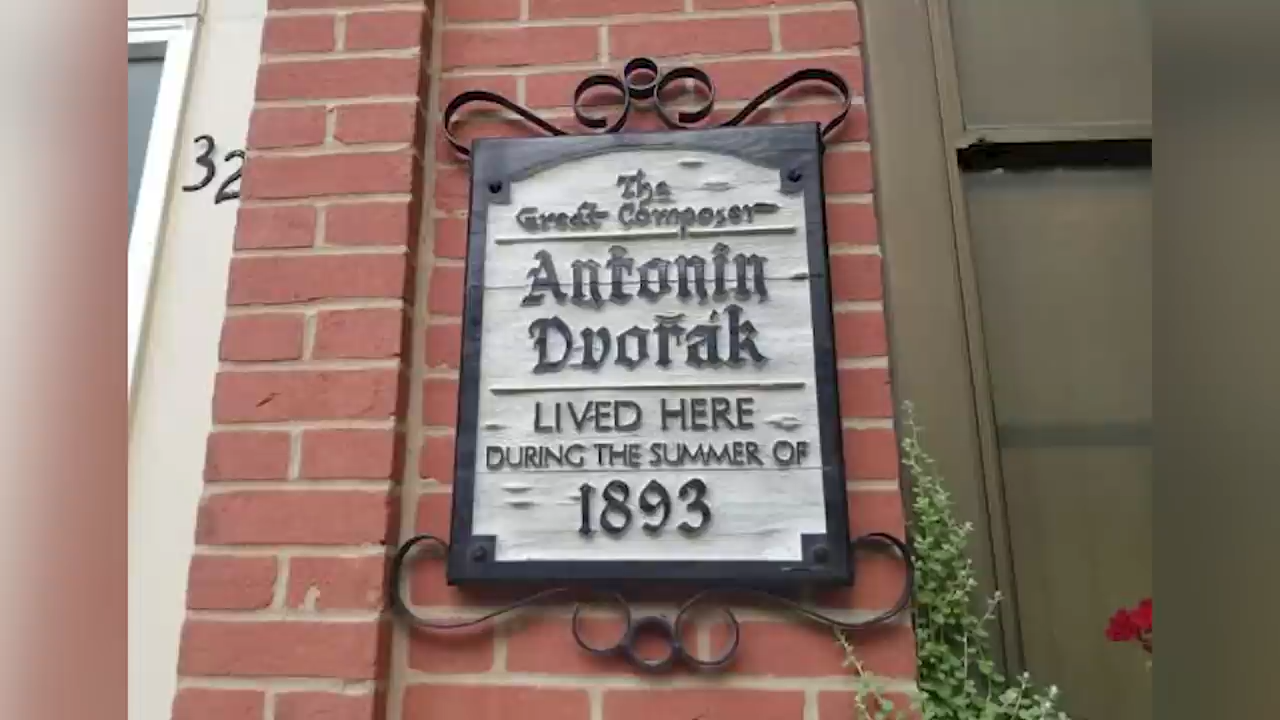 32
The
Great Composer
Antonín
Dvořák
LIVED HERE
DURING THE SUMMER OF
1893